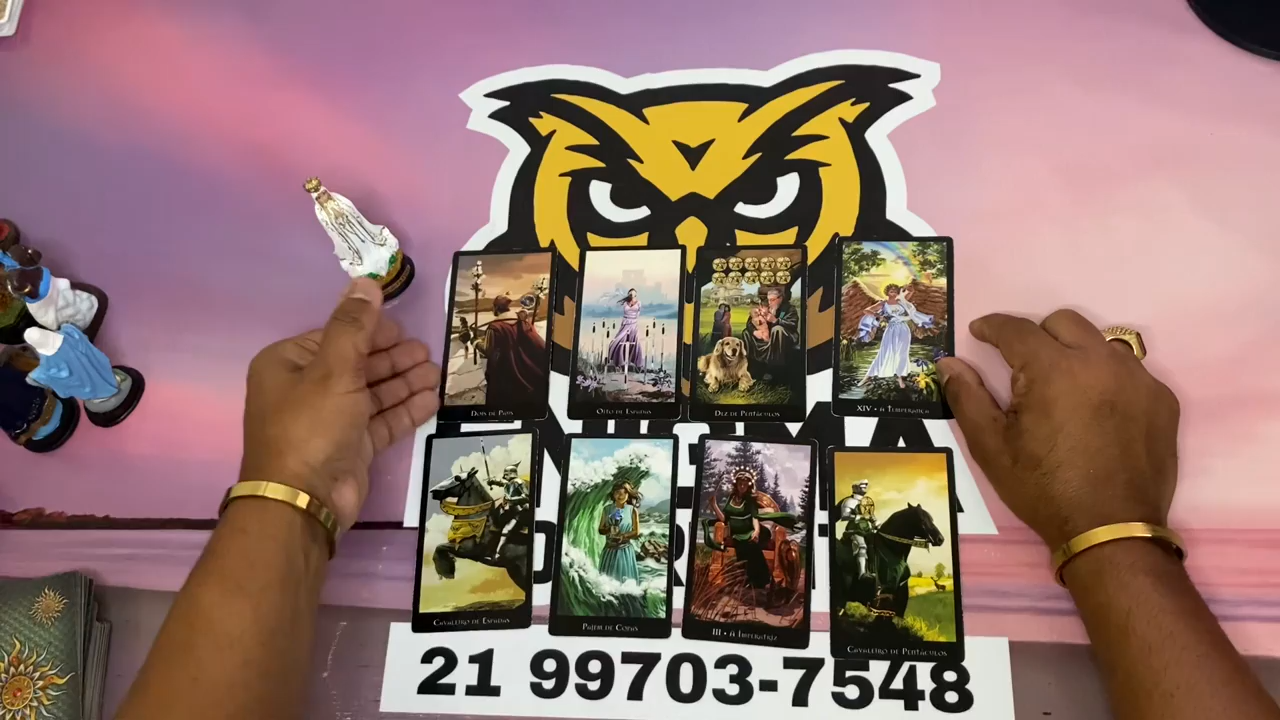 DOIS DE PAUS
OITO DE ESPADAS
DEZ DE PENTÁCULOS
XIV • A TEMPERANÇA
ENIGMA
CAVALEIRO DE ESPADAS
PAJEM DE COPAS
III • A IMPERATRIZ
CAVALEIRO DE PENTÁCULOS
21 99703-7548